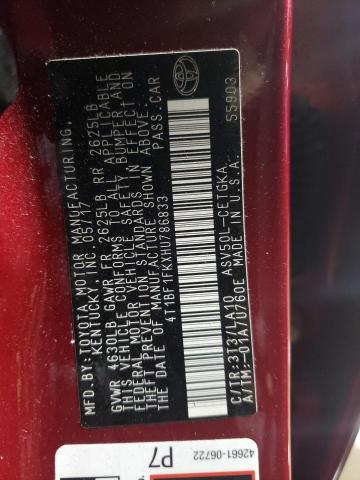 MFD. BY: TOYOTA MOTOR MANUFACTURING,
KENTUCKY, INC. 05/17
GVWR 4630LB GAWR FR 2625LB RR 2625LB
THIS VEHICLE CONFORMS TO ALL APPLICABLE
FEDERAL MOTOR VEHICLE SAFETY, BUMPER, AND
THEFT PREVENTION STANDARDS IN EFFECT ON
THE DATE OF MANUFACTURE SHOWN ABOVE.
4T1BF1FKXHU786833 PASS.CAR
C/TR: 3T3/LA10 ASV50L-CETGKA
A/TM: -01A/U760E MADE IN U.S.A.
55903
42661-06722
P7